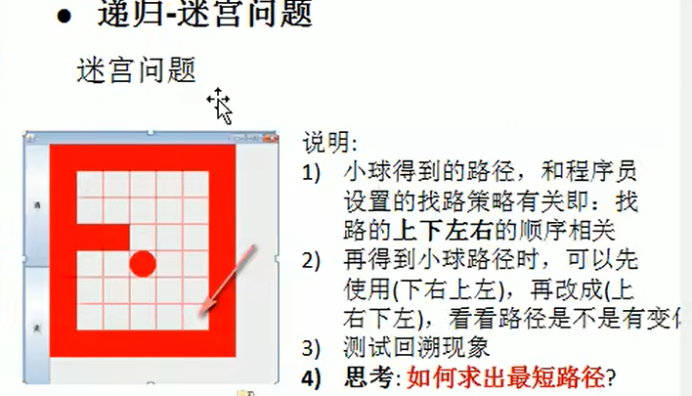 ● 递归-迷宫问题
迷宫问题
说明:
1) 小球得到的路径，和程序员
设置的找路策略有关即：找
路的上下左右的顺序相关
2) 再得到小球路径时，可以先
使用(下右上左)，再改成(上
右下左)，看看路径是不是有变化
3) 测试回溯现象
4) 思考: 如何求出最短路径?